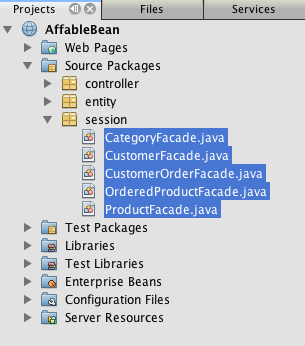 Projects Files Services
AffableBean
Web Pages
Source Packages
controller
entity
session
CategoryFacade.java
CustomerFacade.java
CustomerOrderFacade.java
OrderedProductFacade.java
ProductFacade.java
Test Packages
Libraries
Test Libraries
Enterprise Beans
Configuration Files
Server Resources